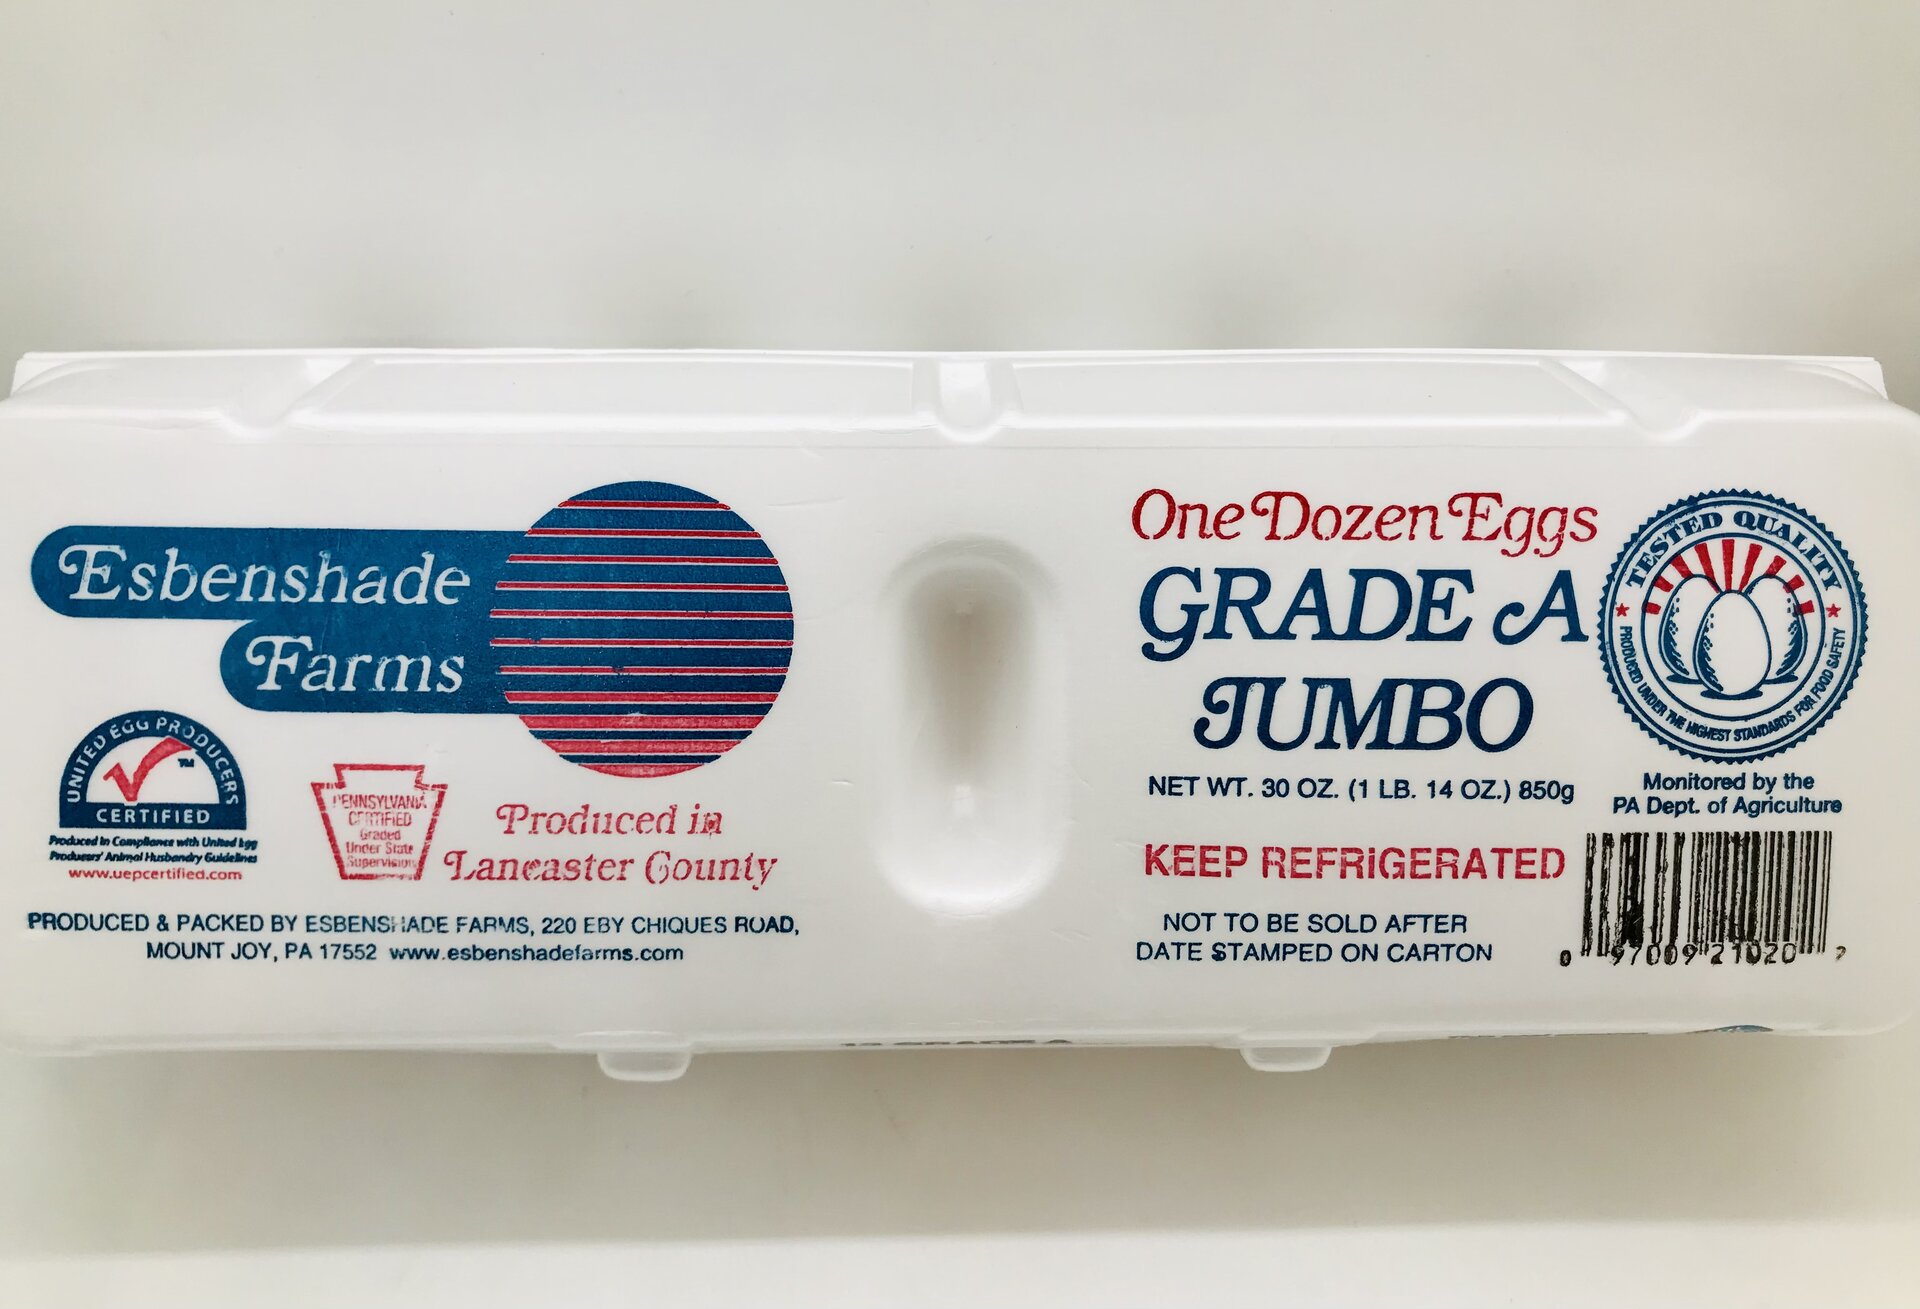 Esbenshade
Farms
UNITED EGG PRODUCERS
TM
CERTIFIED
Produced in Compliance with United Egg
Producers' Animal Husbandry Guidelines
www.uepcertified.com
PENNSYLVANIA
CERTIFIED
Graded
Under State
Supervision
Produced in
Lancaster County
PRODUCED & PACKED BY ESBENSHADE FARMS, 220 EBY CHIQUES ROAD,
MOUNT JOY, PA 17552 www.esbenshadefarms.com
One Dozen Eggs
GRADE A
JUMBO
NET WT. 30 OZ. (1 LB. 14 OZ.) 850g
KEEP REFRIGERATED
NOT TO BE SOLD AFTER
DATE STAMPED ON CARTON
TESTED QUALITY
PRODUCED UNDER THE HIGHEST STANDARDS FOR FOOD SAFETY
Monitored by the
PA Dept. of Agriculture
0 97009 21020